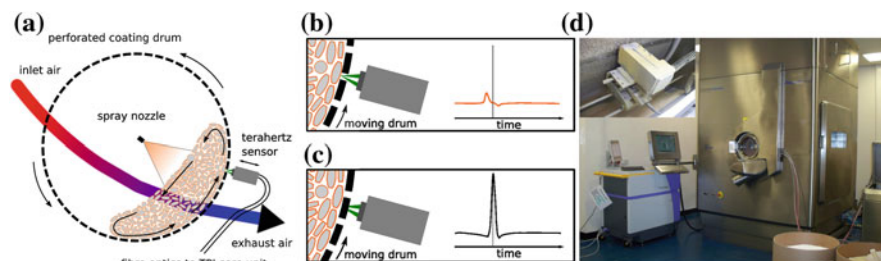 (a)
perforated coating drum
inlet air
spray nozzle
terahertz
sensor
exhaust air
(b)
moving drum
time
(c)
moving drum
time
(d)